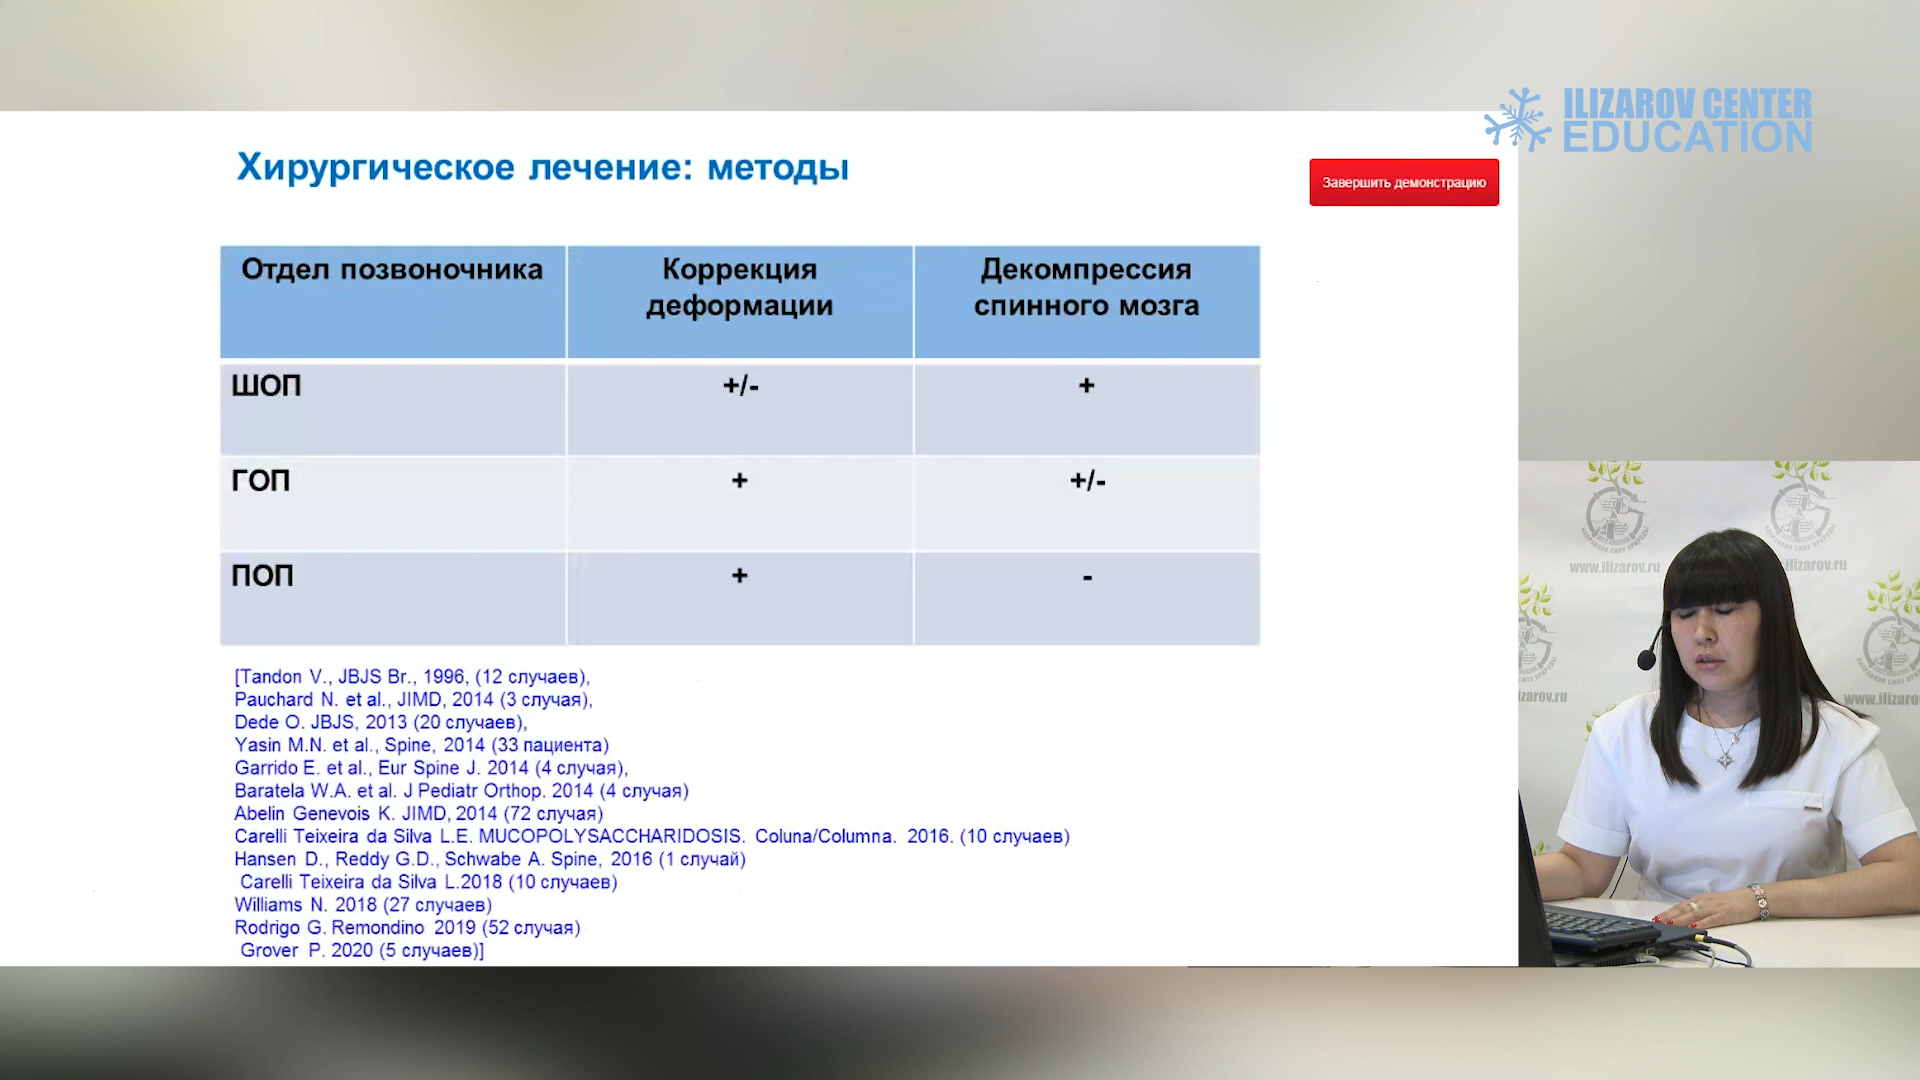 ILIZAROV CENTER
EDUCATION
Хирургическое лечение: методы
Завершить демонстрацию
Отдел позвоночника
Коррекция
деформации
Декомпрессия
спинного мозга
ШОП
+/-
+
ГОП
+
+/-
ПОП
+
-
[Tandon V., JBJS Br., 1996, (12 случаев),
Pauchard N. et al., JIMD, 2014 (3 случая),
Dede O. JBJS, 2013 (20 случаев),
Yasin M.N. et al., Spine, 2014 (33 пациента)
Garrido E. et al., Eur Spine J. 2014 (4 случая),
Baratela W.A. et al. J Pediatr Orthop. 2014 (4 случая)
Abelin Genevois K. JIMD, 2014 (72 случая)
Carelli Teixeira da Silva L.E. MUCOPOLYSACCHARIDOSIS. Coluna/Columna. 2016. (10 случаев)
Hansen D., Reddy G.D., Schwabe A. Spine, 2016 (1 случай)
Carelli Teixeira da Silva L.2018 (10 случаев)
Williams N. 2018 (27 случаев)
Rodrigo G. Remondino 2019 (52 случая)
Grover P. 2020 (5 случаев)]
www.ilizarov.ru
ilizarov.ru
izarov.ru
www.ilizarov